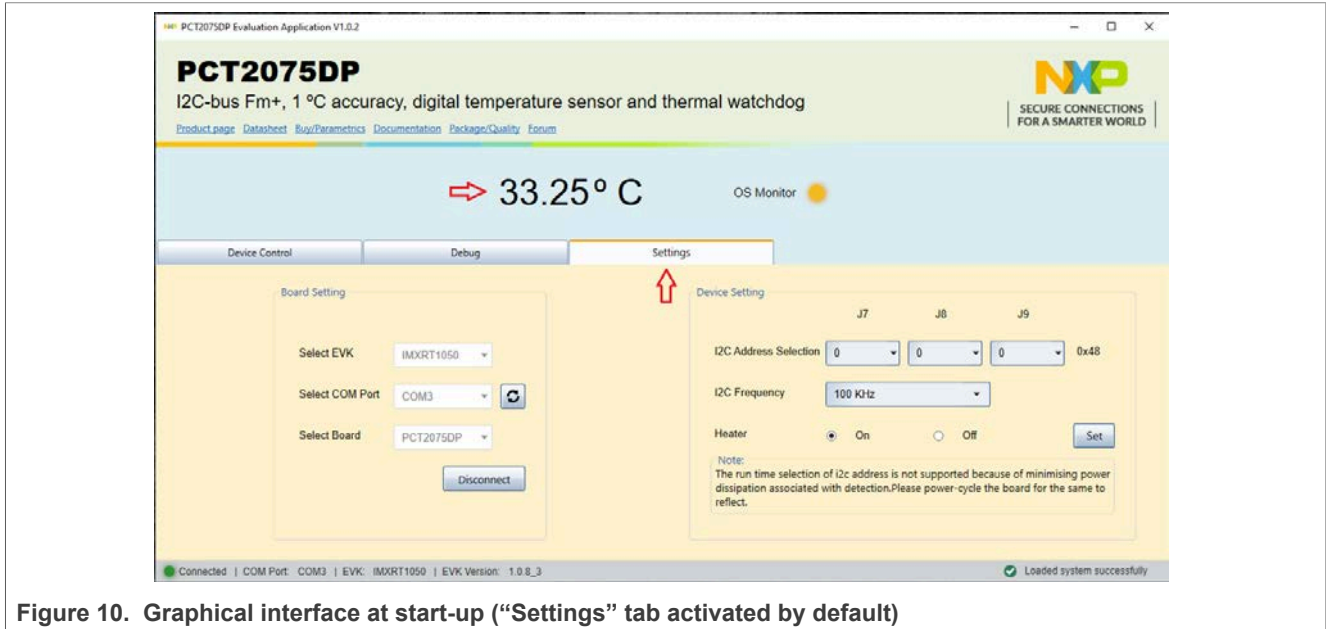 PCT2075DP Evaluation Application V1.0.2
PCT2075DP
I2C-bus Fm+, 1 ºC accuracy, digital temperature sensor and thermal watchdog
Product page Datasheet Buy/Parametrics Documentation Package/Quality Forum
NXP
SECURE CONNECTIONS
FOR A SMARTER WORLD
33.25º C
OS Monitor
Device Control Debug Settings
Board Setting
Select EVK IMXRT1050
Select COM Port COM3
Select Board PCT2075DP
Disconnect
Device Setting
J7 J8 J9
I2C Address Selection 0 0 0 0x48
I2C Frequency 100 KHz
Heater On Off Set
Note:
The run time selection of i2c address is not supported because of minimising power
dissipation associated with detection.Please power-cycle the board for the same to
reflect.
Connected | COM Port: COM3 | EVK: IMXRT1050 | EVK Version: 1.0.8_3
Loaded system successfully
Figure 10. Graphical interface at start-up (“Settings” tab activated by default)